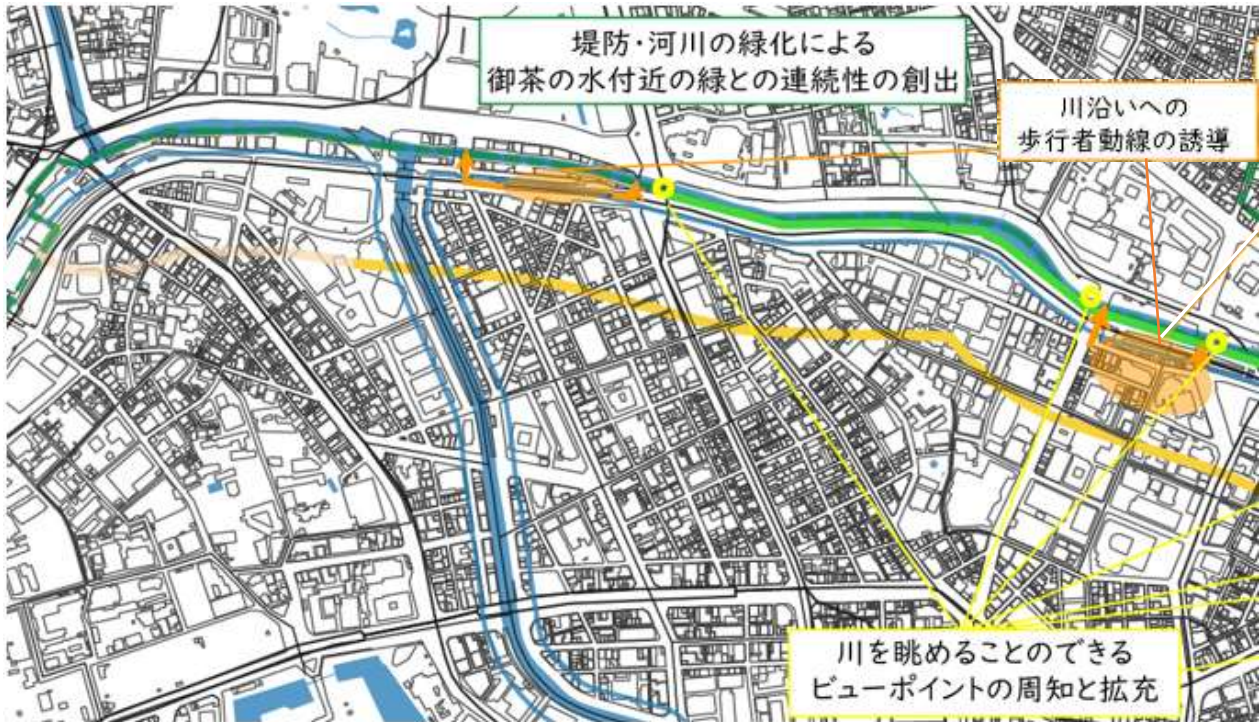 堤防・河川の緑化による
御茶の水付近の緑との連続性の創出
川沿いへの
歩行者動線の誘導
川を眺めることのできる
ビューポイントの周知と拡充